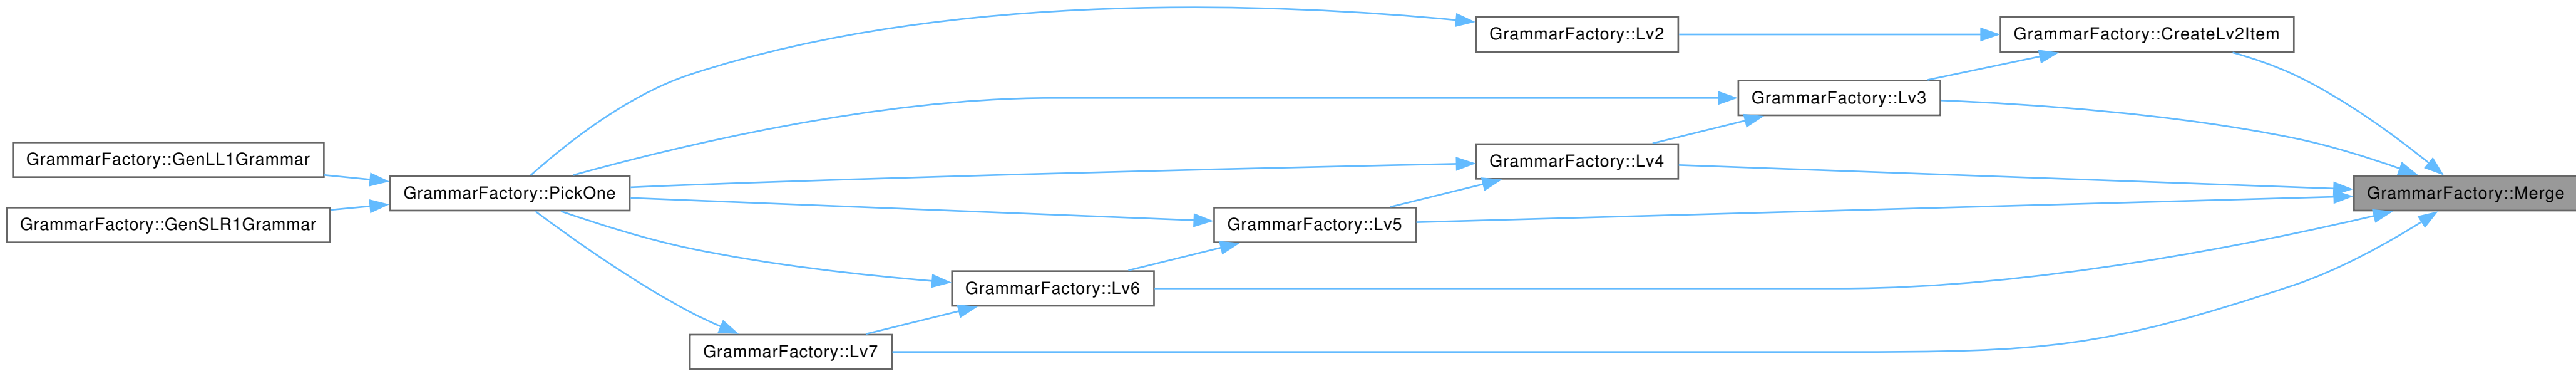 GrammarFactory::Lv2
GrammarFactory::CreateLv2Item
GrammarFactory::Lv3
GrammarFactory::GenLL1Grammar
GrammarFactory::Lv4
GrammarFactory::PickOne
GrammarFactory::Merge
GrammarFactory::GenSLR1Grammar
GrammarFactory::Lv5
GrammarFactory::Lv6
GrammarFactory::Lv7